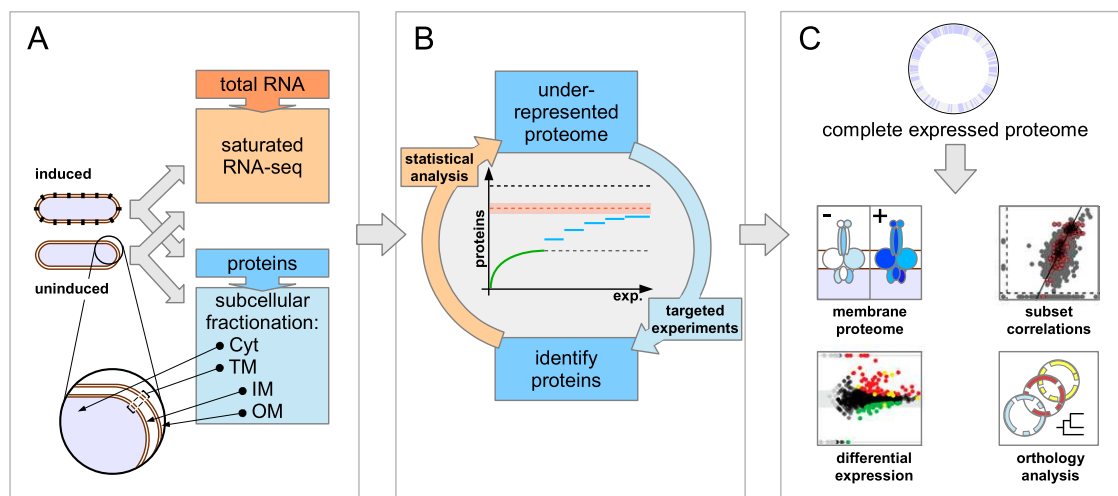 A
total RNA
saturated
RNA-seq
induced
uninduced
proteins
subcellular
fractionation:
Cyt
TM
IM
OM
B
under-
represented
proteome
statistical
analysis
proteins
exp.
targeted
experiments
identify
proteins
C
complete expressed proteome
- +
membrane
proteome
subset
correlations
differential
expression
orthology
analysis